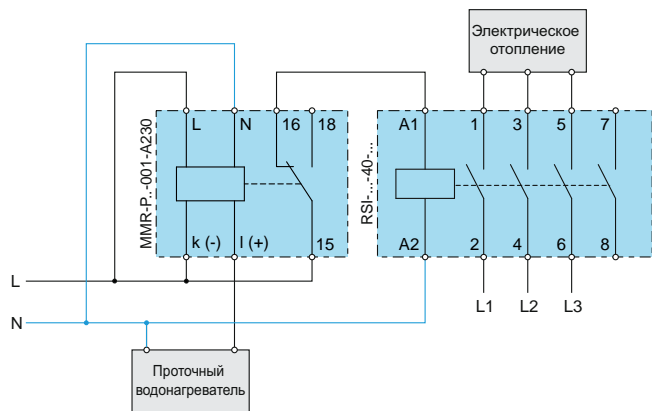 Электрическое
отопление
L N 16 18
A1 1 3 5 7
MMR-P..-001-A230
RSI-...-40-...
k (-) l (+) 15
A2 2 4 6 8
L
L1 L2 L3
N
Проточный
водонагреватель